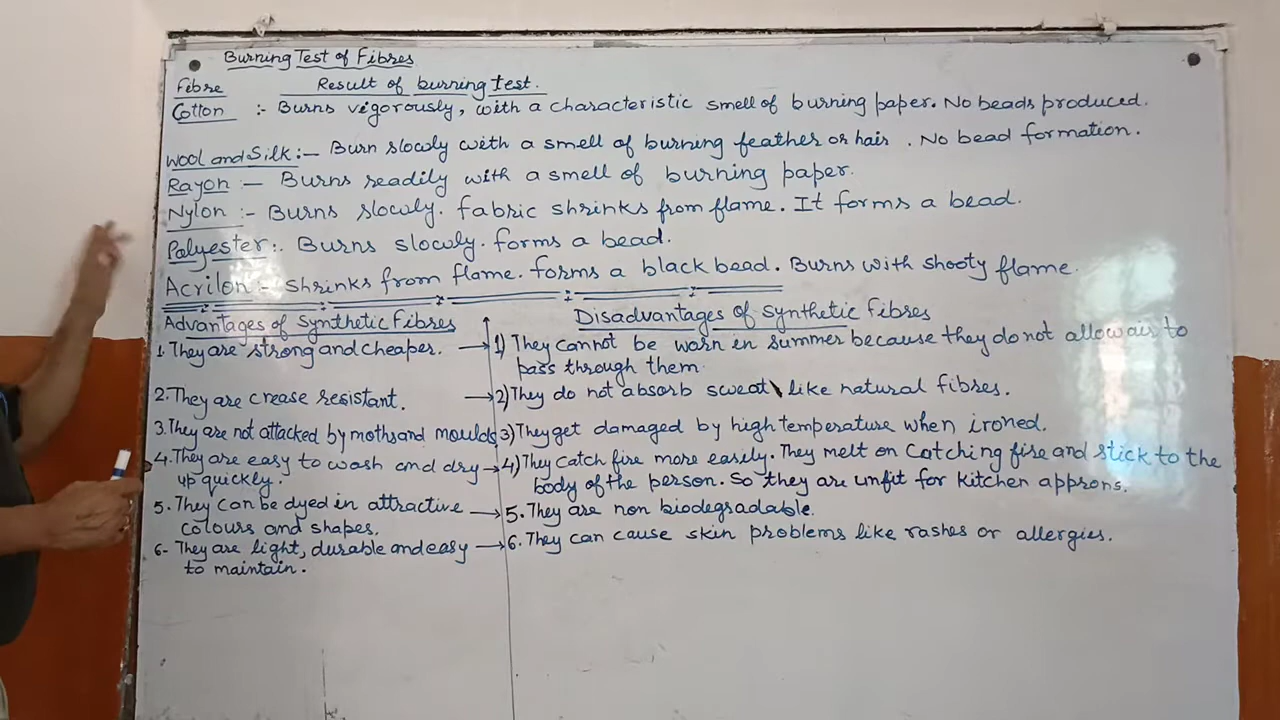 Burning Test of Fibres
Febre Result of burning test.
Cotton :- Burns vigorously, with a characteristic smell of burning paper. No beads produced.
Wool and Silk:- Burn slowly with a smell of burning feather or hair. No bead formation.
Rayon :- Burns readily with a smell of burning paper.
Nylon :- Burns slowly. fabric shrinks from flame. It forms a bead.
Polyester:- Burns slowly. forms a bead.
Acrilon - Shrinks from flame. forms a black bead. Burns with shooty flame.
Advantages of Synthetic Fibres
1. They are strong and cheaper.
2. They are crease resistant.
3. They are not attacked by moths and moulds
4. They are easy to wash and dry
up quickly.
5. They can be dyed in attractive
colours and shapes.
6- They are light, durable and easy
to maintain.
Disadvantages of synthetic Fibres
1) They cannot be warn in summer because they do not allow air to
pass through them.
2) They do not absorb sweat like natural fibres.
3) They get damaged by high temperature when ironed.
4) They catch fire more easily. They melt on catching fire and stick to the
body of the person. So they are unfit for kitchen approns.
5. They are non biodegradable.
6. They can cause skin problems like rashes or allergies.